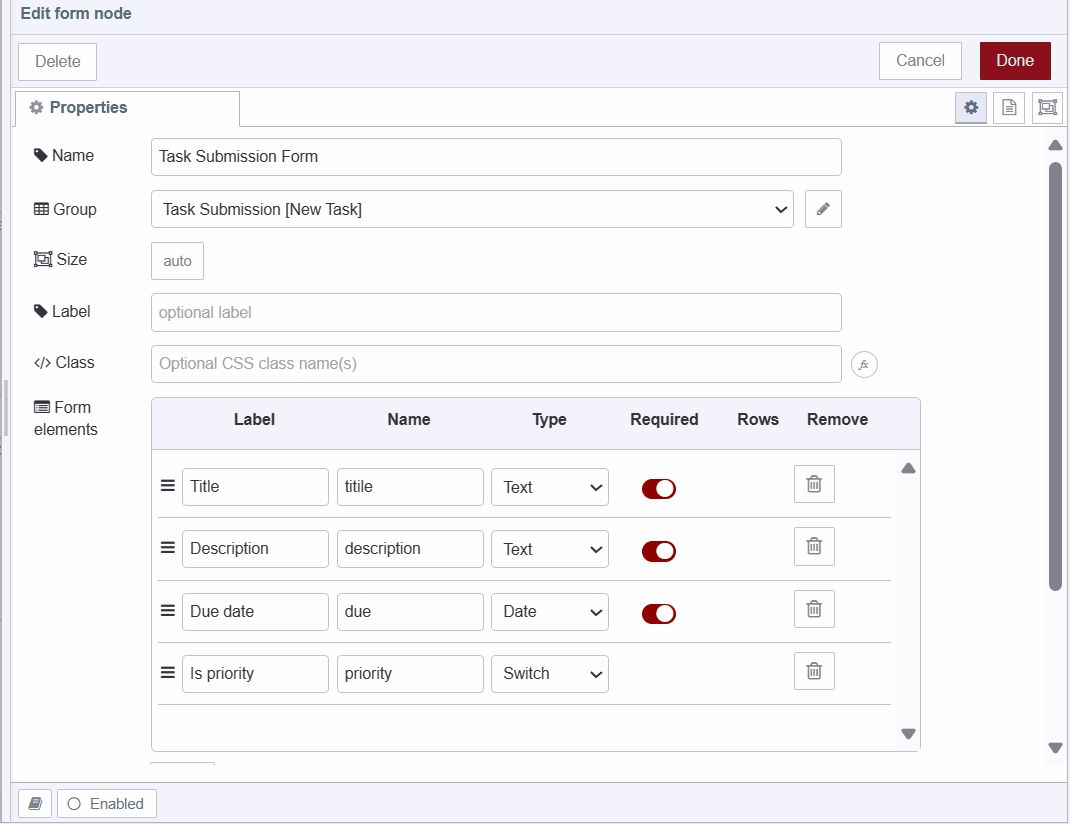 Edit form node
Delete Cancel Done
Properties
Name Task Submission Form
Group Task Submission [New Task]
Size auto
Label optional label
Class Optional CSS class name(s) fx
Form elements
Label Name Type Required Rows Remove
Title titile Text
Description description Text
Due date due Date
Is priority priority Switch
Enabled